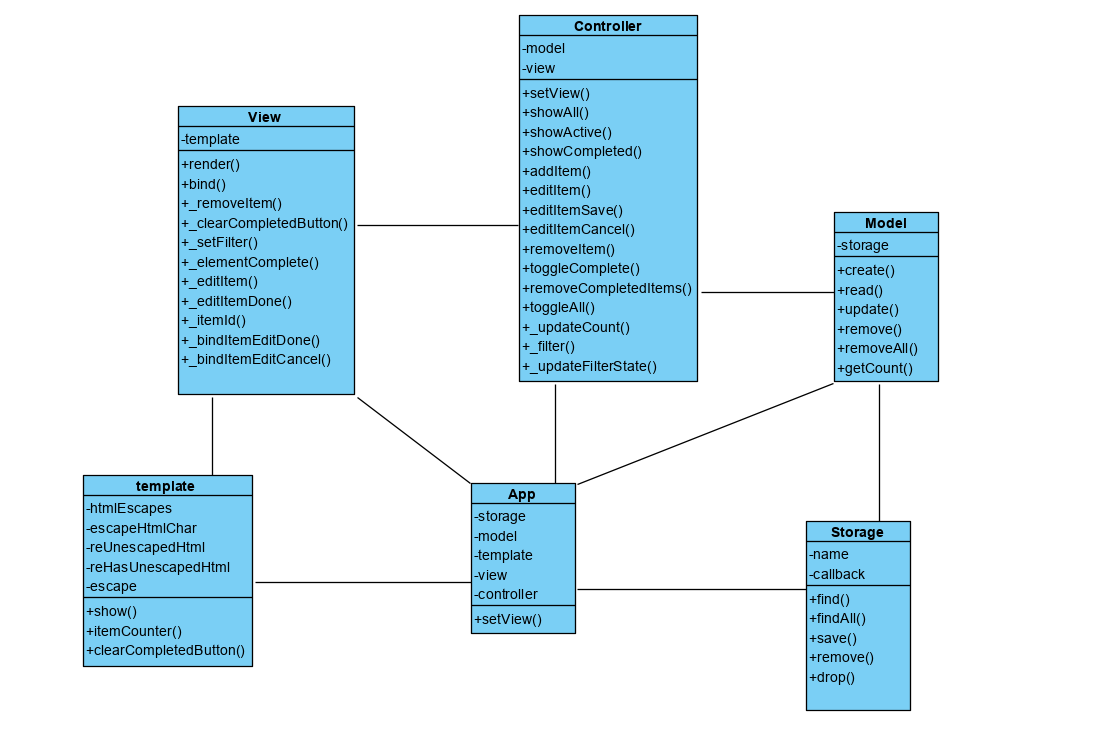 Controller
-model
-view
+setView()
+showAll()
+showActive()
+showCompleted()
+addItem()
+editItem()
+editItemSave()
+editItemCancel()
+removeItem()
+toggleComplete()
+removeCompletedItems()
+toggleAll()
+_updateCount()
+_filter()
+_updateFilterState()
View
-template
+render()
+bind()
+_removeItem()
+_clearCompletedButton()
+_setFilter()
+_elementComplete()
+_editItem()
+_editItemDone()
+_itemId()
+_bindItemEditDone()
+_bindItemEditCancel()
Model
-storage
+create()
+read()
+update()
+remove()
+removeAll()
+getCount()
template
-htmlEscapes
-escapeHtmlChar
-reUnescapedHtml
-reHasUnescapedHtml
-escape
+show()
+itemCounter()
+clearCompletedButton()
App
-storage
-model
-template
-view
-controller
+setView()
Storage
-name
-callback
+find()
+findAll()
+save()
+remove()
+drop()